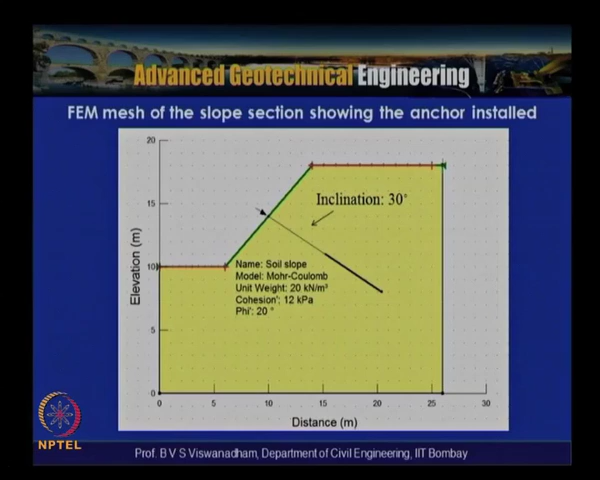 Advanced Geotechnical Engineering
FEM mesh of the slope section showing the anchor installed
20
15
10
5
0
Elevation (m)
Inclination: 30°
Name: Soil slope
Model: Mohr-Coulomb
Unit Weight: 20 kN/m³
Cohesion': 12 kPa
Phi': 20 °
0 5 10 15 20 25 30
Distance (m)
NPTEL
Prof. B V S Viswanadham, Department of Civil Engineering, IIT Bombay